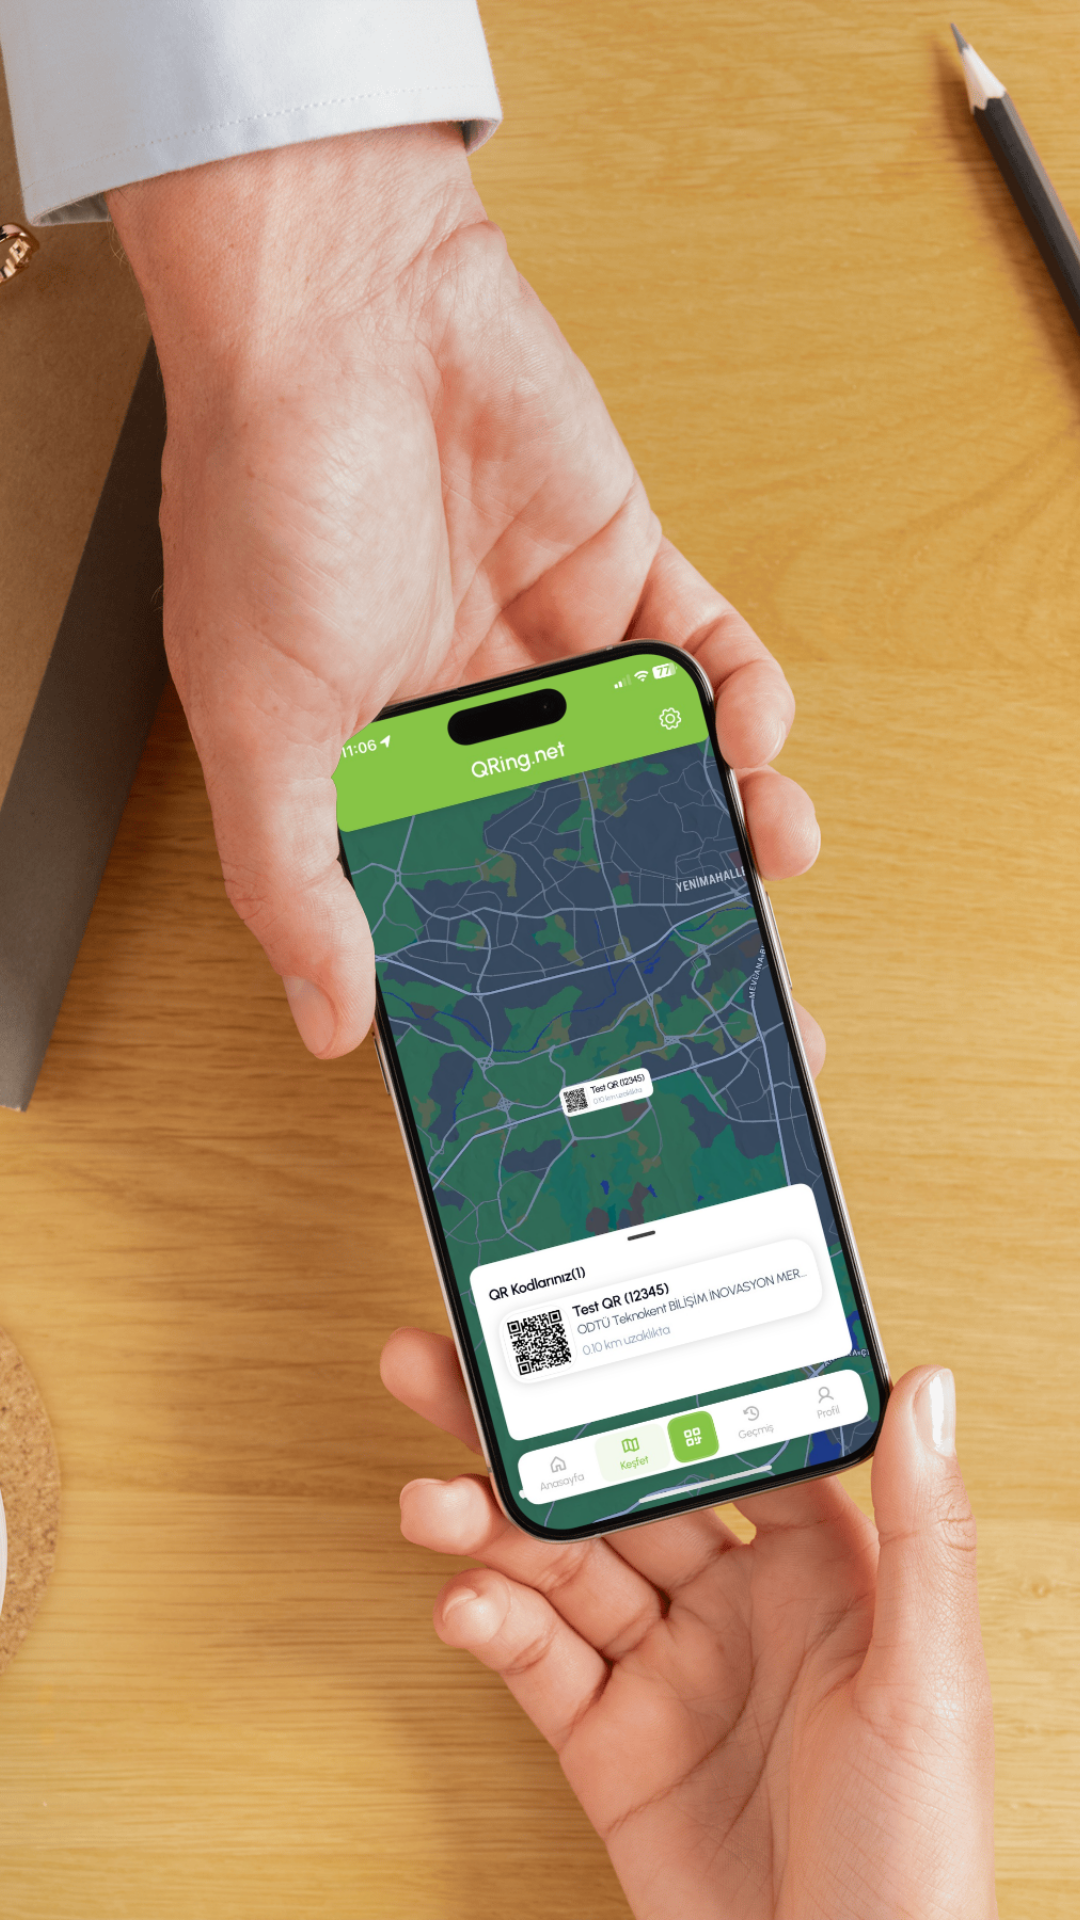 11:06
77
QRing.net
YENİMAHALLE
Test QR (12345)
0.10 km uzaklıkta
QR Kodlarınız(1)
Test QR (12345)
ODTÜ Teknokent BİLİŞİM İNOVASYON MER...
0.10 km uzaklıkta
Anasayfa
Keşfet
Geçmiş
Profil